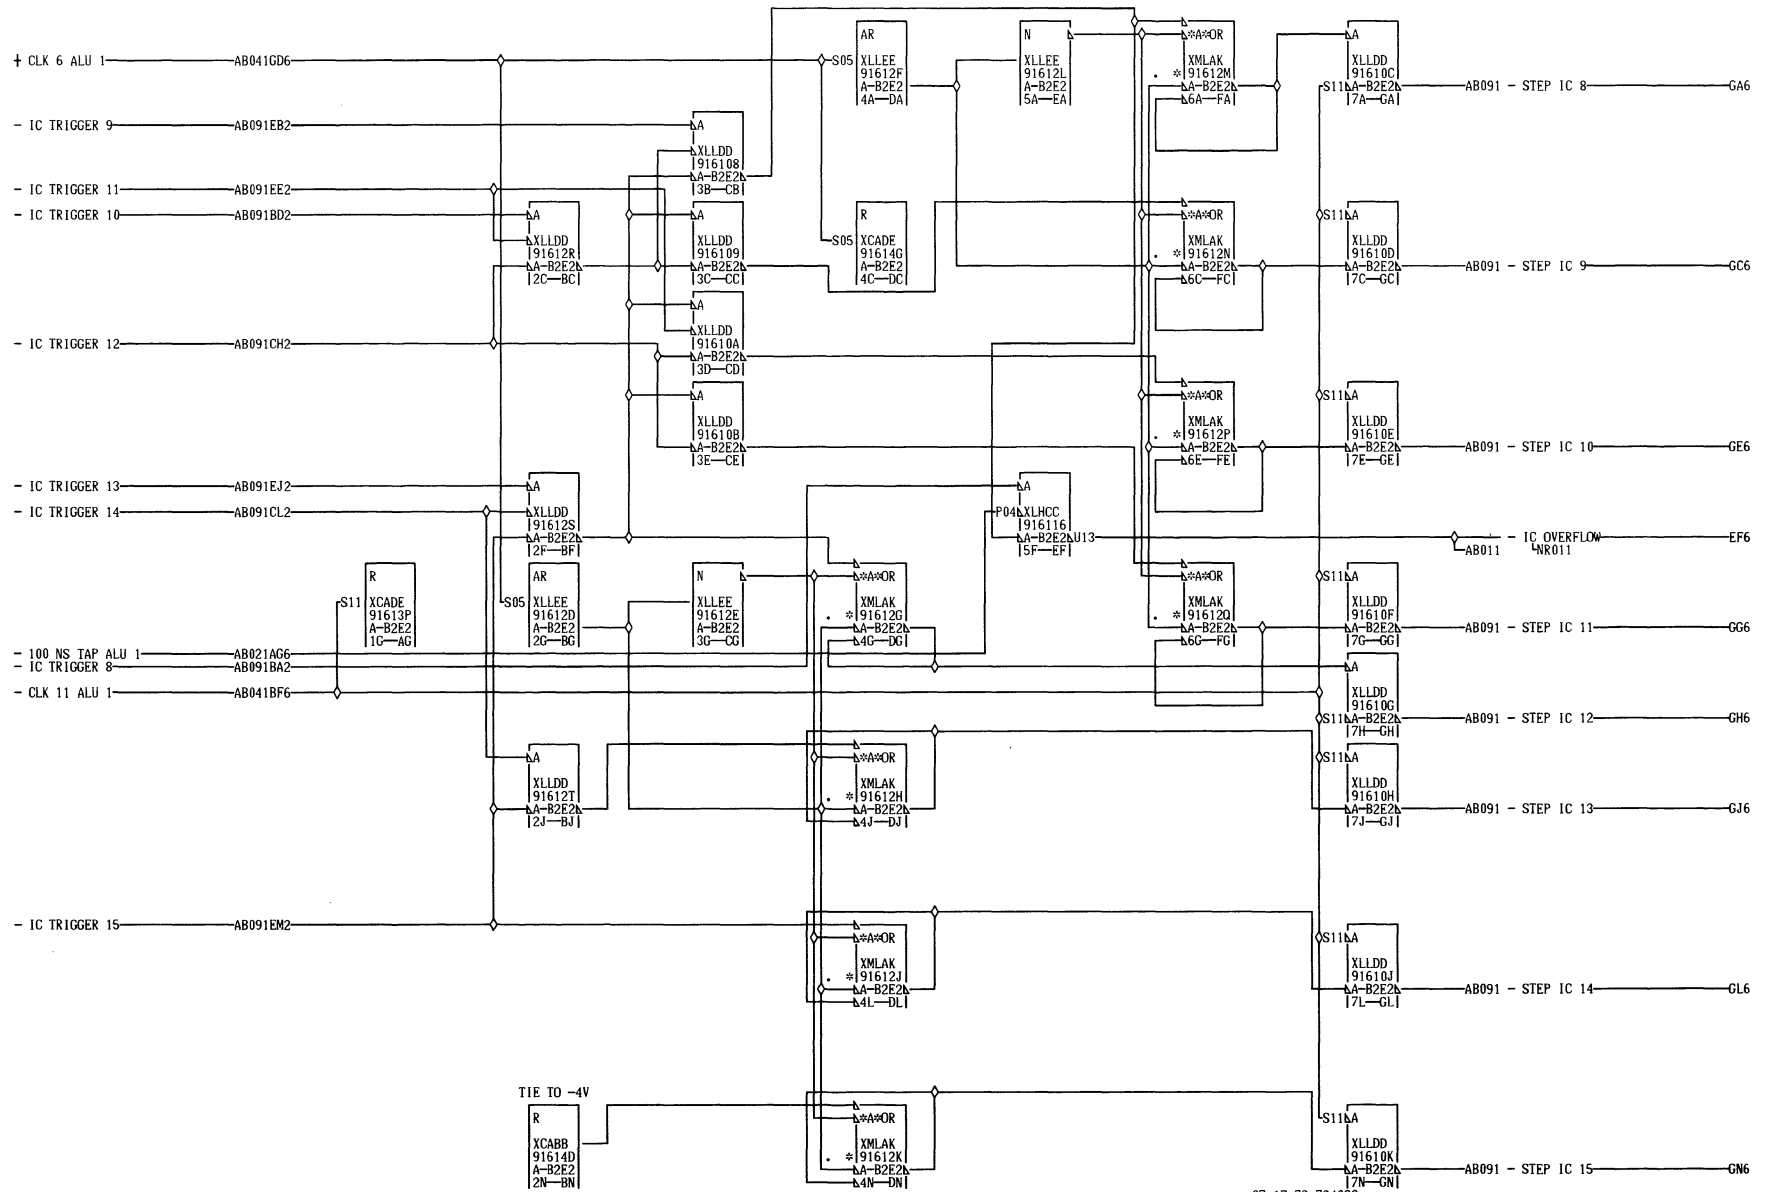 + CLK 6 ALU 1 AB041GD6
- IC TRIGGER 9 AB091EB2
- IC TRIGGER 11 AB091EE2
- IC TRIGGER 10 AB091BD2
- IC TRIGGER 12 AB091CH2
- IC TRIGGER 13 AB091EJ2
- IC TRIGGER 14 AB091CL2
- 100 NS TAP ALU 1 AB021AG6
- IC TRIGGER 8 AB091BA2
- CLK 11 ALU 1 AB041BF6
- IC TRIGGER 15 AB091EM2
R
S11 XCADE
91613P
A-B2E2
1G AG
A
XLLDD
91612R
A-B2E2
2C BC
A
XLLDD
91612S
A-B2E2
2F BF
AR
S05 XLLEE
91612D
A-B2E2
2G BG
A
XLLDD
91612T
A-B2E2
2J BJ
TIE TO -4V
R
XCABB
91614D
A-B2E2
2N BN
A
XLLDD
916108
A-B2E2
3B CB
A
XLLDD
916109
A-B2E2
3C CC
A
XLLDD
91610A
A-B2E2
3D CD
A
XLLDD
91610B
A-B2E2
3E CE
N
XLLEE
91612E
A-B2E2
3G CG
AR
S05 XLLEE
91612F
A-B2E2
4A DA
R
S05 XCADE
91614G
A-B2E2
4C DC
*A*OR
XMLAK
. * 91612G
A-B2E2
4G DG
*A*OR
XMLAK
. * 91612H
A-B2E2
4J DJ
*A*OR
XMLAK
. * 91612J
A-B2E2
4L DL
*A*OR
XMLAK
. * 91612K
A-B2E2
4N DN
N
XLLEE
91612L
A-B2E2
5A EA
A
P04 XLHCC
916116
A-B2E2 U13
5F EF
*A*OR
XMLAK
. * 91612M
A-B2E2
6A FA
*A*OR
XMLAK
. * 91612N
A-B2E2
6C FC
*A*OR
XMLAK
. * 91612P
A-B2E2
6E FE
*A*OR
XMLAK
. * 91612Q
A-B2E2
6G FG
A
XLLDD
91610C
S11 A-B2E2 AB091 - STEP IC 8 GA6
7A GA
S11 A
XLLDD
91610D
A-B2E2 AB091 - STEP IC 9 GC6
7C GC
S11 A
XLLDD
91610E
A-B2E2 AB091 - STEP IC 10 GE6
7E GE
- IC OVERFLOW EF6
AB011 NR011
S11 A
XLLDD
91610F
A-B2E2 AB091 - STEP IC 11 GG6
7G GG
A
XLLDD
91610G
S11 A-B2E2 AB091 - STEP IC 12 GH6
7H GH
S11 A
XLLDD
91610H
A-B2E2 AB091 - STEP IC 13 GJ6
7J GJ
S11 A
XLLDD
91610J
A-B2E2 AB091 - STEP IC 14 GL6
7L GL
S11 A
XLLDD
91610K
A-B2E2 AB091 - STEP IC 15 GN6
7N GN